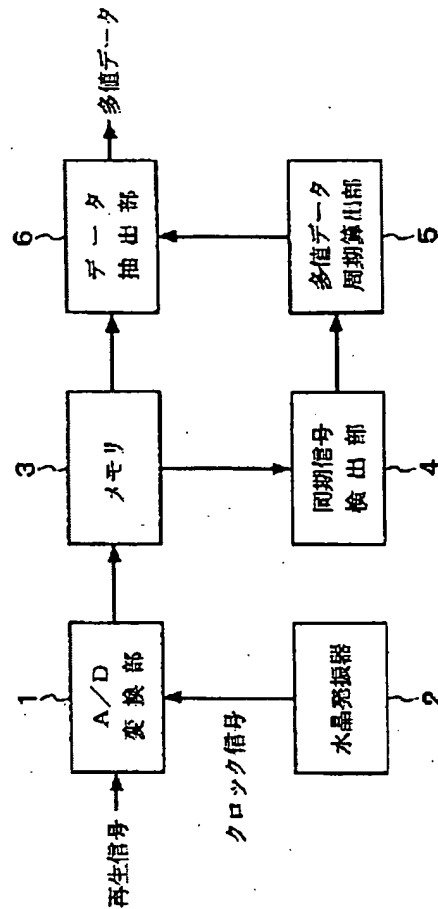 再生信号
1
A/D
変換部
クロック信号
水晶発振器
2
3
メモリ
同期信号
検出部
4
6
データ
抽出部
多値データ
多値データ
周期算出部
5